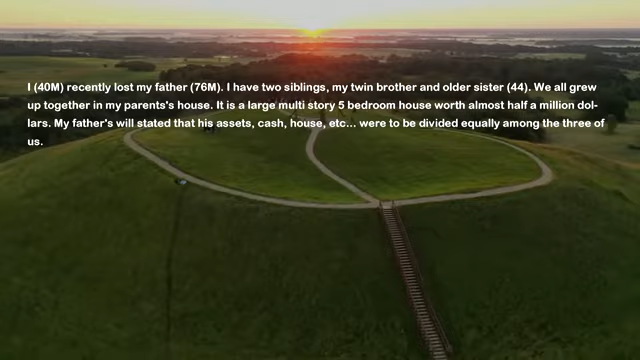 I (40M) recently lost my father (76M). I have two siblings, my twin brother and older sister (44). We all grew
up together in my parents's house. It is a large multi story 5 bedroom house worth almost half a million dol-
lars. My father's will stated that his assets, cash, house, etc... were to be divided equally among the three of
us.